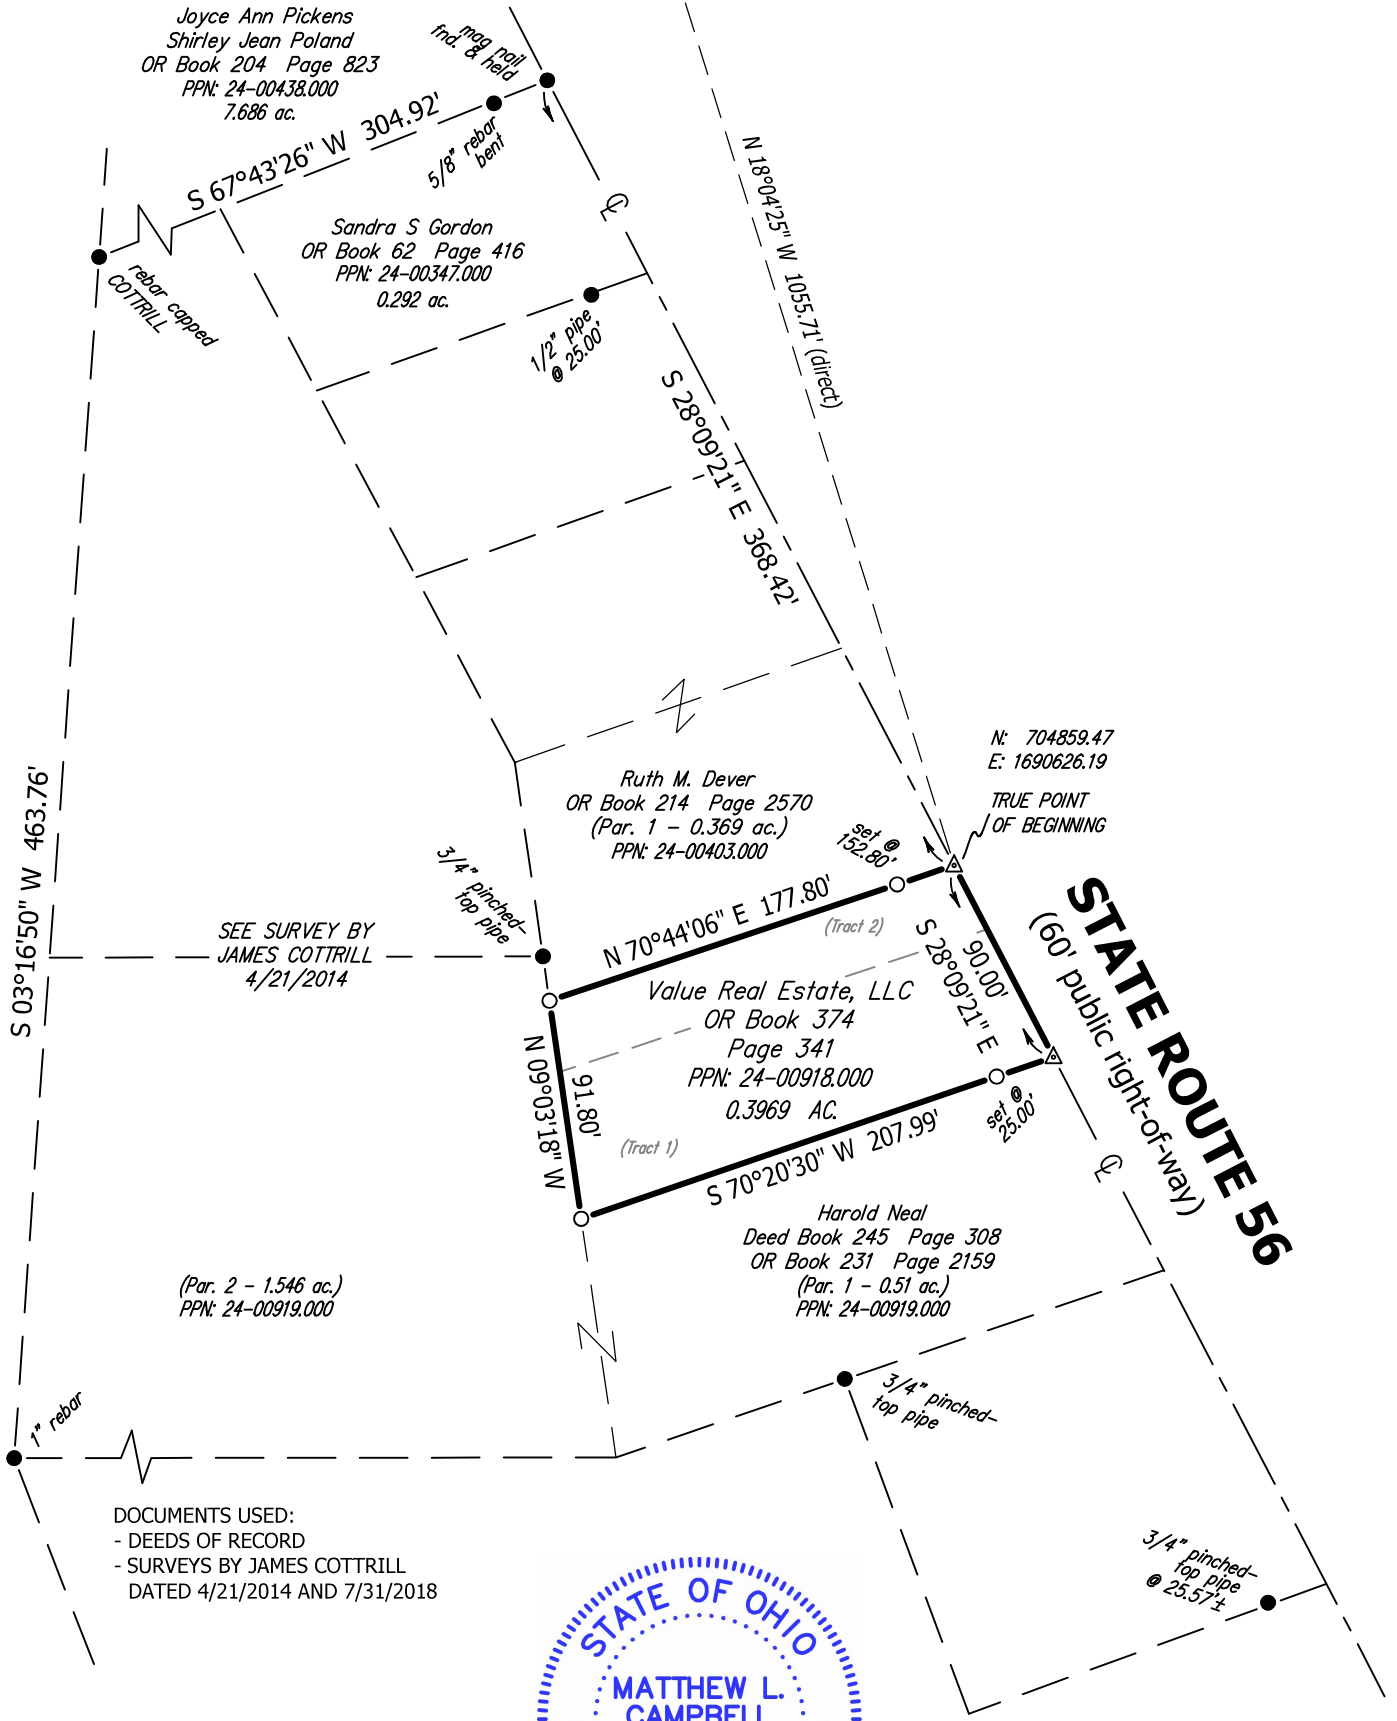 Joyce Ann Pickens
Shirley Jean Poland
OR Book 204 Page 823
PPN: 24-00438.000
7.686 ac.
mag nail
fnd. & held
S 67°43'26" W 304.92'
5/8" rebar
bent
N 18°04'25" W 1055.71' (direct)
rebar capped
COTTRILL
Sandra S Gordon
OR Book 62 Page 416
PPN: 24-00347.000
0.292 ac.
℄
1/2" pipe
@ 25.00'
S 28°09'21" E 368.42'
N: 704859.47
E: 1690626.19
TRUE POINT
OF BEGINNING
Ruth M. Dever
OR Book 214 Page 2570
(Par. 1 - 0.369 ac.)
PPN: 24-00403.000
set @
152.80'
S 03°16'50" W 463.76'
3/4" pinched-
top pipe
SEE SURVEY BY
JAMES COTTRILL
4/21/2014
N 70°44'06" E 177.80'
(Tract 2)
S 28°09'21" E
90.00'
STATE ROUTE 56
(60' public right-of-way)
Value Real Estate, LLC
OR Book 374
Page 341
PPN: 24-00918.000
0.3969 AC.
N 09°03'18" W
91.80'
(Tract 1)
S 70°20'30" W 207.99'
set @
25.00'
℄
Harold Neal
Deed Book 245 Page 308
OR Book 231 Page 2159
(Par. 1 - 0.51 ac.)
PPN: 24-00919.000
(Par. 2 - 1.546 ac.)
PPN: 24-00919.000
1" rebar
3/4" pinched-
top pipe
DOCUMENTS USED:
- DEEDS OF RECORD
- SURVEYS BY JAMES COTTRILL
DATED 4/21/2014 AND 7/31/2018
3/4" pinched-
top pipe
@ 25.57'±
STATE OF OHIO
MATTHEW L.
CAMPBELL